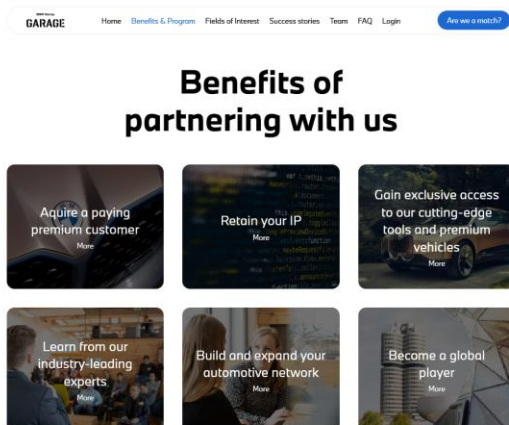 GARAGE
Home Benefits & Program Fields of Interest Success stories Team FAQ Login Are we a match?
Benefits of
partnering with us
Aquire a paying
premium customer
More
Retain your IP
More
Gain exclusive access
to our cutting-edge
tools and premium
vehicles
More
Learn from our
industry-leading
experts
More
Build and expand your
automotive network
More
Become a global
player
More